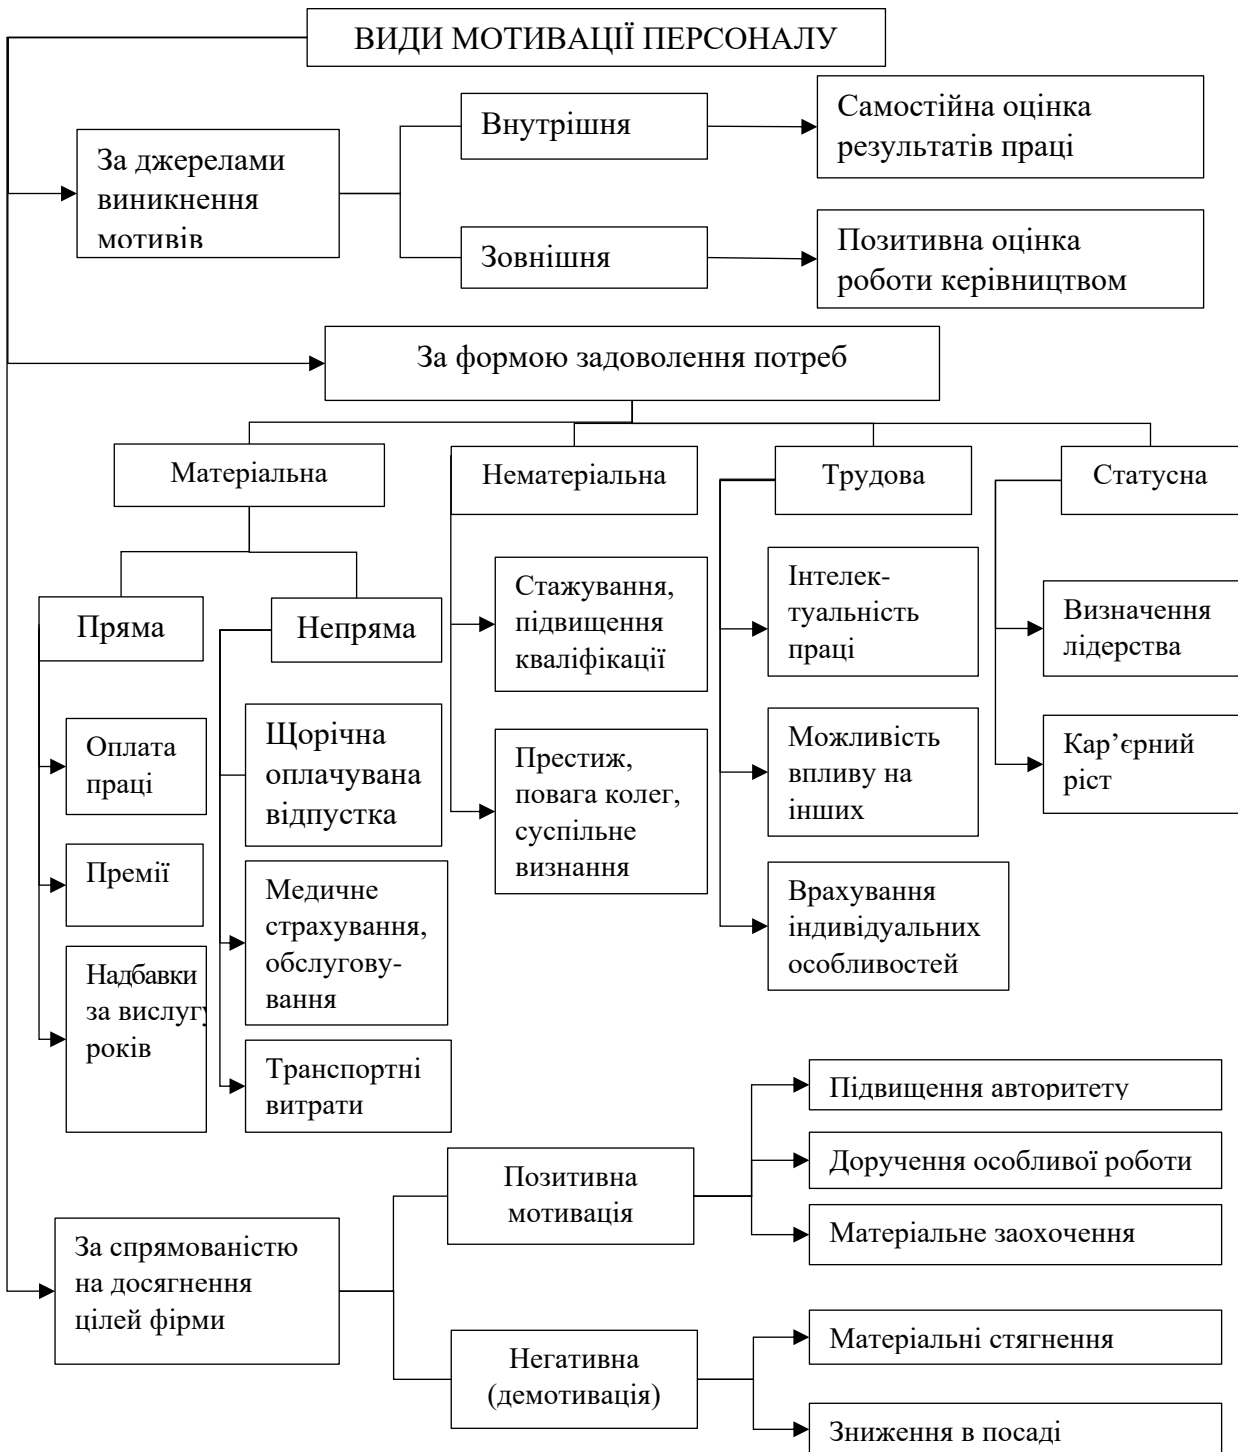 ВИДИ МОТИВАЦІЇ ПЕРСОНАЛУ
За джерелами
виникнення
мотивів
Внутрішня
Самостійна оцінка
результатів праці
Зовнішня
Позитивна оцінка
роботи керівництвом
За формою задоволення потреб
Матеріальна
Нематеріальна
Трудова
Статусна
Пряма
Непряма
Оплата
праці
Премії
Надбавки
за вислугу
років
Щорічна
оплачувана
відпустка
Медичне
страхування,
обслугову-
вання
Транспортні
витрати
Стажування,
підвищення
кваліфікації
Престиж,
повага колег,
суспільне
визнання
Інтелек-
туальність
праці
Можливість
впливу на
інших
Врахування
індивідуальних
особливостей
Визначення
лідерства
Кар’єрний
ріст
За спрямованістю
на досягнення
цілей фірми
Позитивна
мотивація
Підвищення авторитету
Доручення особливої роботи
Матеріальне заохочення
Негативна
(демотивація)
Матеріальні стягнення
Зниження в посаді